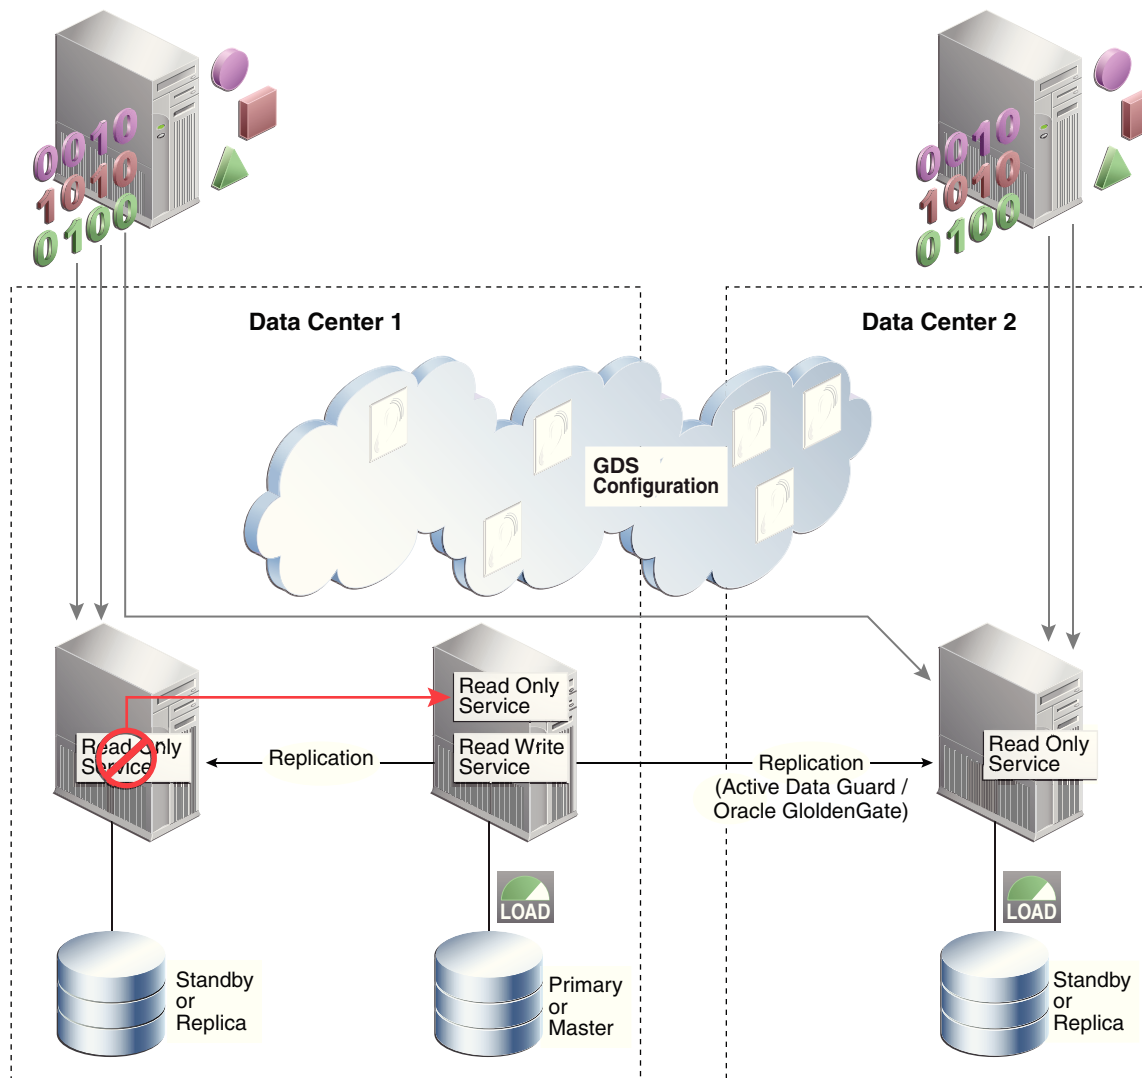 0010
1010
0100
0010
1010
0100
Data Center 1
Data Center 2
GDS
Configuration
Read Only
Service
Read Only
Service
Read Write
Service
Read Only
Service
Replication
Replication
(Active Data Guard /
Oracle GloldenGate)
LOAD
LOAD
Standby
or
Replica
Primary
or
Master
Standby
or
Replica